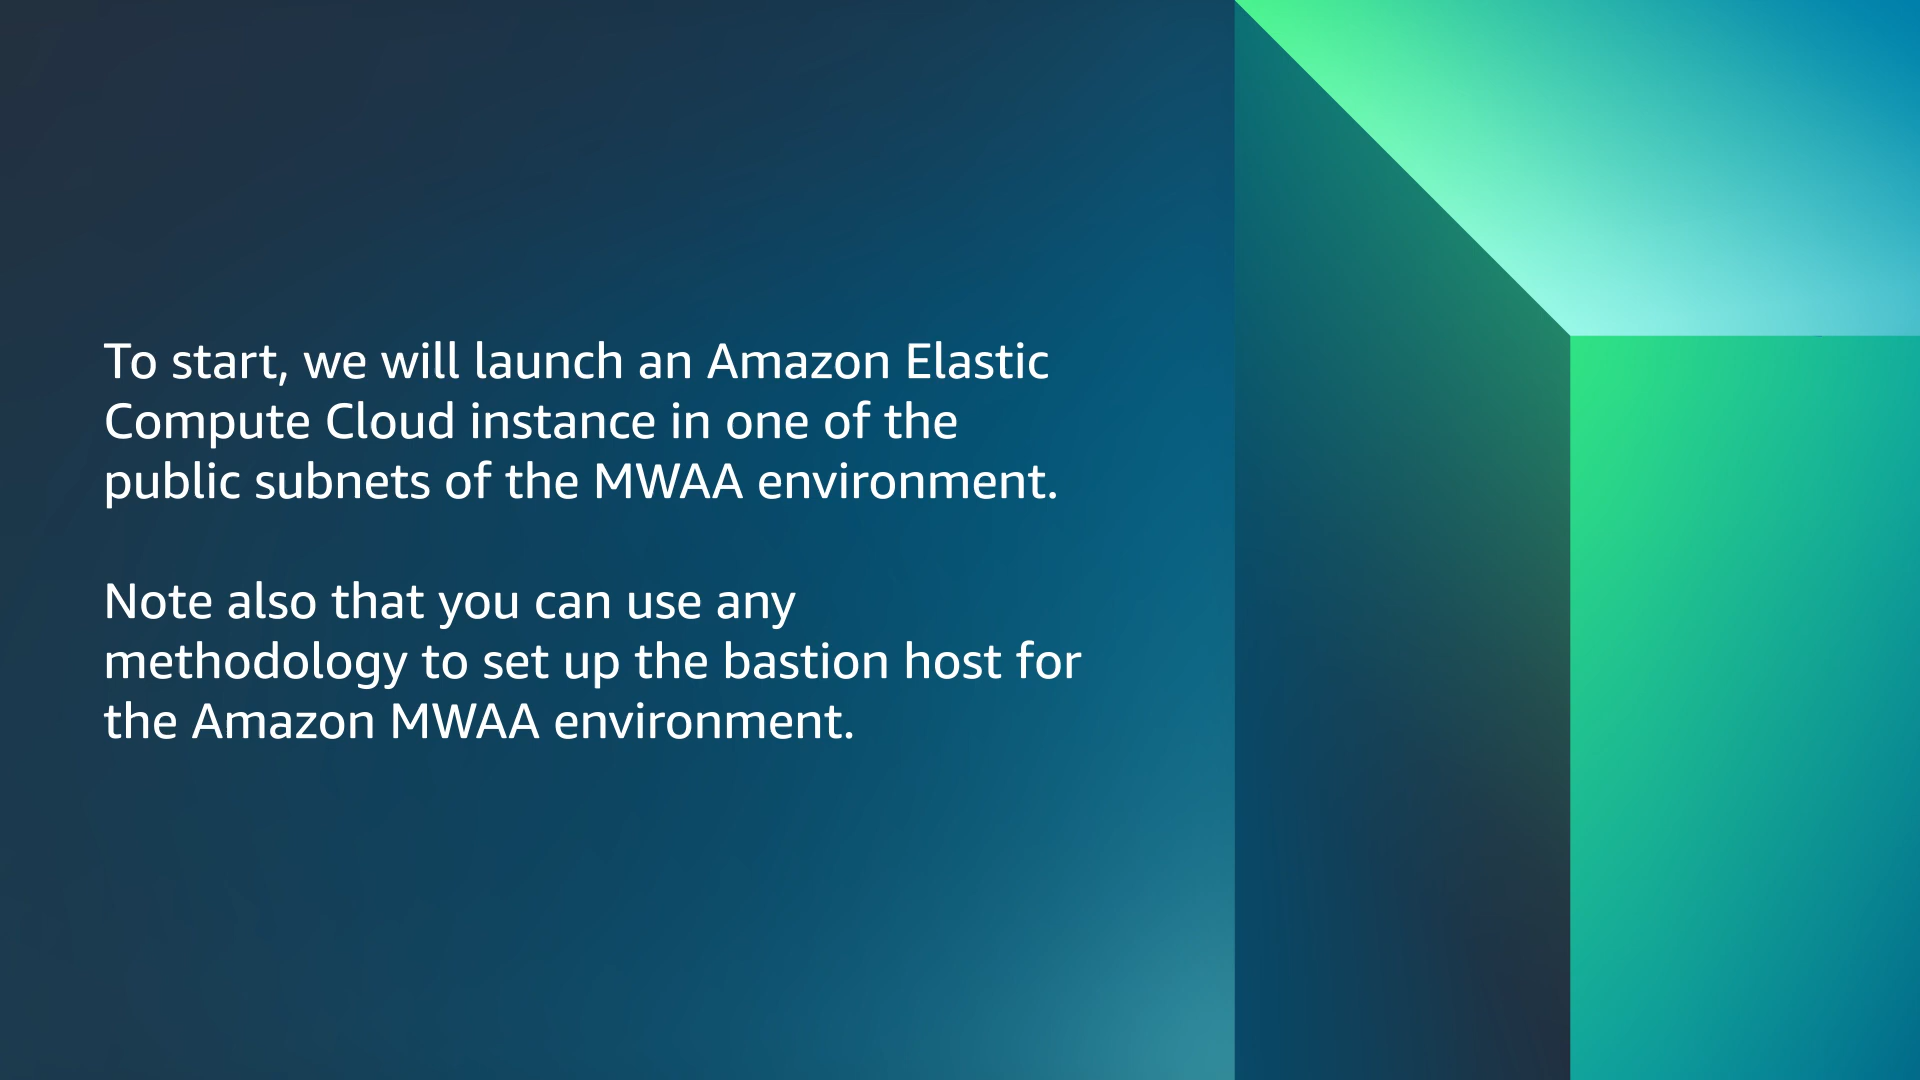 To start, we will launch an Amazon Elastic
Compute Cloud instance in one of the
public subnets of the MWAA environment.
Note also that you can use any
methodology to set up the bastion host for
the Amazon MWAA environment.